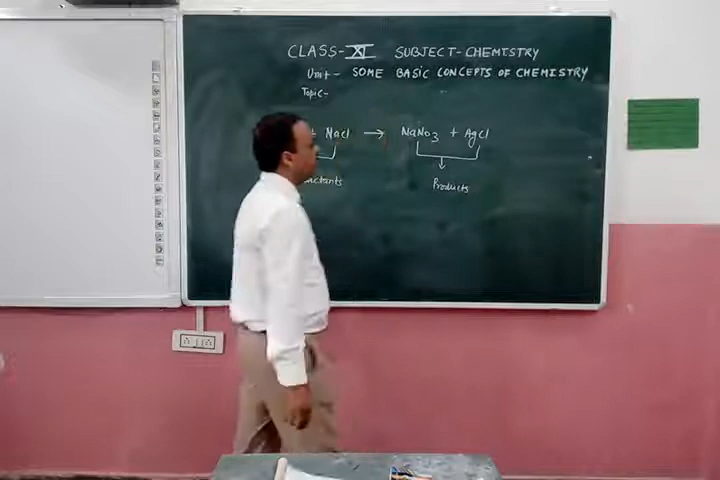 CLASS-XI SUBJECT-CHEMISTRY
Unit- SOME BASIC CONCEPTS OF CHEMISTRY
Topic-
+ Nacl → NaNo3 + AgCl
actants Products